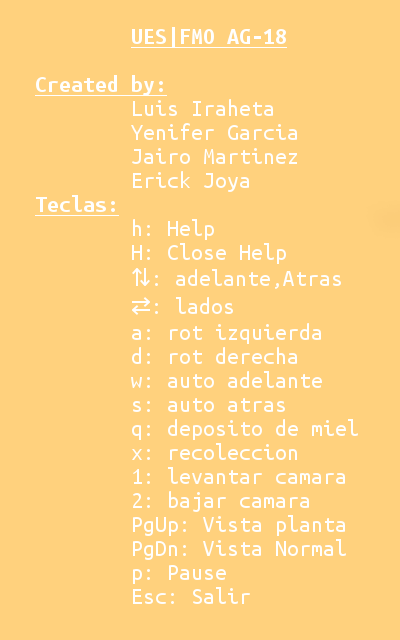 UES|FMO AG-18
Created by:
Luis Iraheta
Yenifer Garcia
Jairo Martinez
Erick Joya
Teclas:
h: Help
H: Close Help
⇅: adelante,Atras
⇄: lados
a: rot izquierda
d: rot derecha
w: auto adelante
s: auto atras
q: deposito de miel
x: recoleccion
1: levantar camara
2: bajar camara
PgUp: Vista planta
PgDn: Vista Normal
p: Pause
Esc: Salir